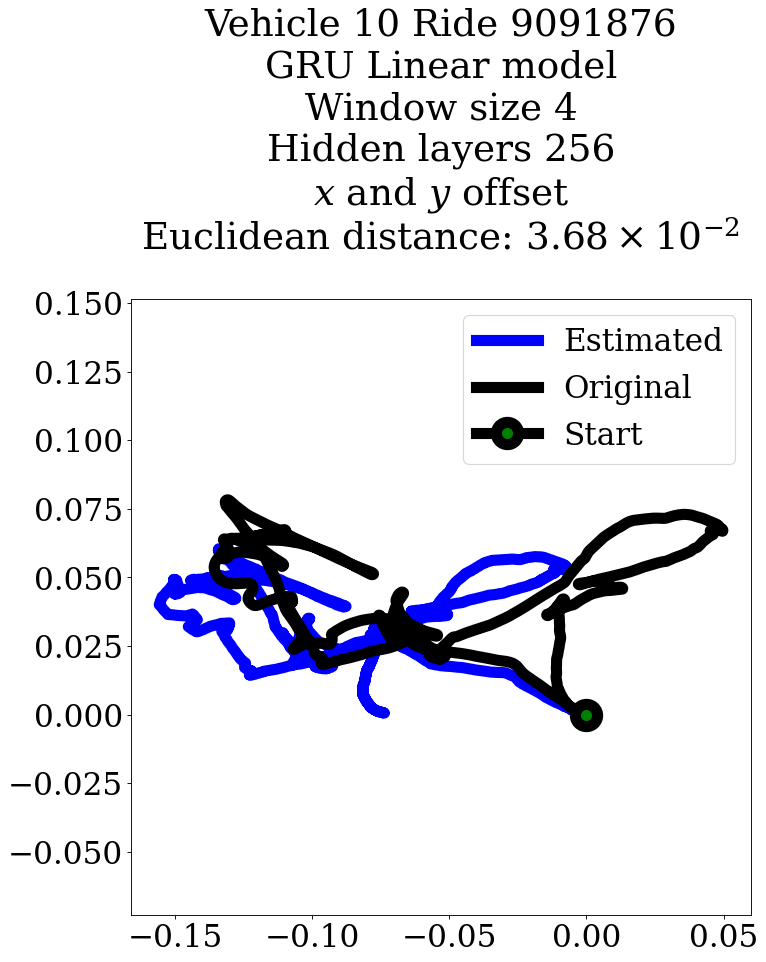 Vehicle 10 Ride 9091876
GRU Linear model
Window size 4
Hidden layers 256
x and y offset
Euclidean distance: 3.68 × 10⁻²
0.150
0.125
0.100
0.075
0.050
0.025
0.000
−0.025
−0.050
Estimated
Original
Start
−0.15 −0.10 −0.05 0.00 0.05